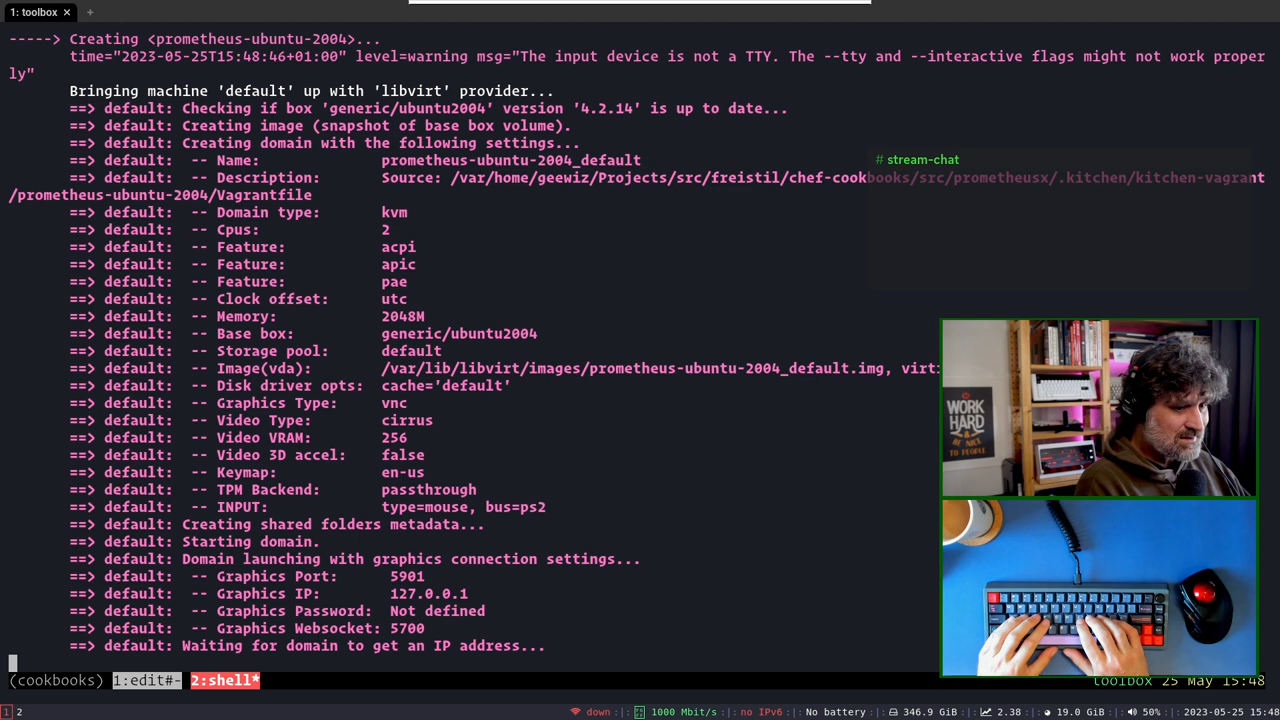 1: toolbox ✕ +
-----> Creating <prometheus-ubuntu-2004>...
time="2023-05-25T15:48:46+01:00" level=warning msg="The input device is not a TTY. The --tty and --interactive flags might not work proper
ly"
Bringing machine 'default' up with 'libvirt' provider...
==> default: Checking if box 'generic/ubuntu2004' version '4.2.14' is up to date...
==> default: Creating image (snapshot of base box volume).
==> default: Creating domain with the following settings...
==> default:  -- Name:              prometheus-ubuntu-2004_default
# stream-chat
==> default:  -- Description:       Source: /var/home/geewiz/Projects/src/freistil/chef-cookbooks/src/prometheusx/.kitchen/kitchen-vagrant
/prometheus-ubuntu-2004/Vagrantfile
==> default:  -- Domain type:       kvm
==> default:  -- Cpus:              2
==> default:  -- Feature:           acpi
==> default:  -- Feature:           apic
==> default:  -- Feature:           pae
==> default:  -- Clock offset:      utc
==> default:  -- Memory:            2048M
==> default:  -- Base box:          generic/ubuntu2004
==> default:  -- Storage pool:      default
==> default:  -- Image(vda):        /var/lib/libvirt/images/prometheus-ubuntu-2004_default.img, virti
==> default:  -- Disk driver opts:  cache='default'
==> default:  -- Graphics Type:     vnc
==> default:  -- Video Type:        cirrus
==> default:  -- Video VRAM:        256
==> default:  -- Video 3D accel:    false
==> default:  -- Keymap:            en-us
==> default:  -- TPM Backend:       passthrough
==> default:  -- INPUT:             type=mouse, bus=ps2
==> default: Creating shared folders metadata...
==> default: Starting domain.
==> default: Domain launching with graphics connection settings...
==> default:  -- Graphics Port:      5901
==> default:  -- Graphics IP:        127.0.0.1
==> default:  -- Graphics Password:  Not defined
==> default:  -- Graphics Websocket: 5700
==> default: Waiting for domain to get an IP address...
WORK
HARD
& BE NICE
TO PEOPLE
(cookbooks) 1:edit#- 2:shell* toolbox 25 May 15:48
1 2 down :|: 1000 Mbit/s :|: no IPv6 :|: No battery :|: 346.9 GiB :|: 2.38 :|: 19.0 GiB :|: 50% :|: 2023-05-25 15:48